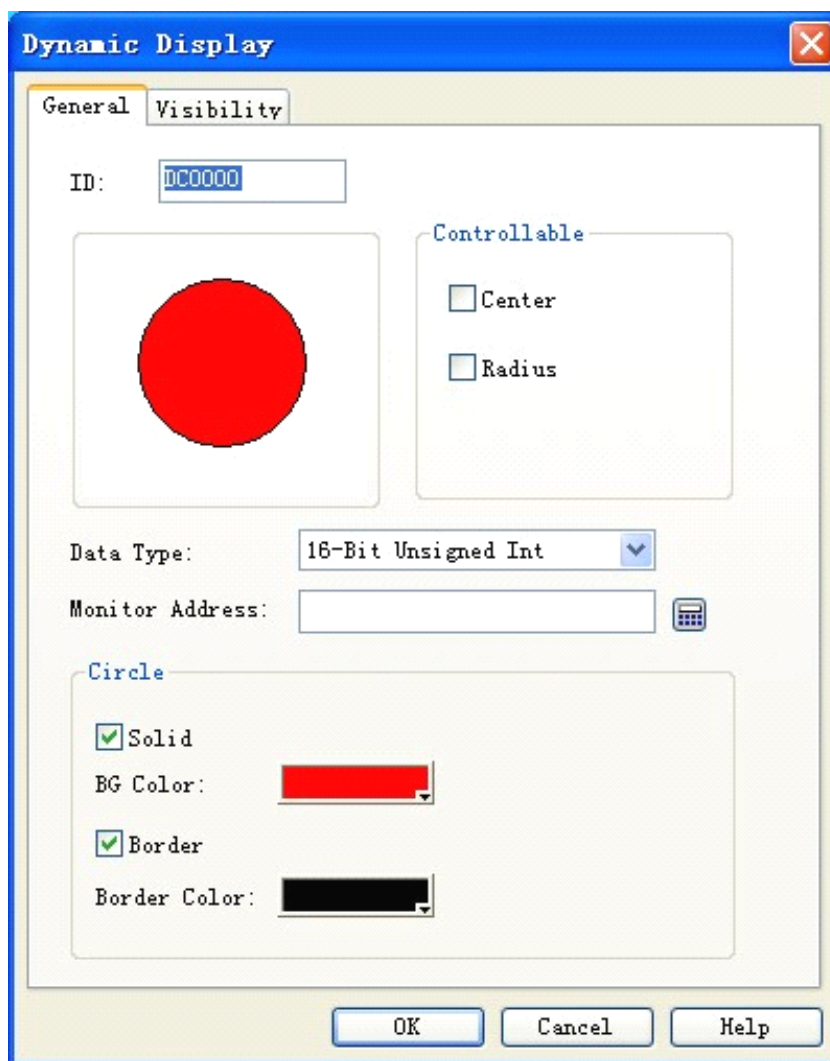 Dynamic Display
General Visibility
ID: DC0000
Controllable
Center
Radius
Data Type: 16-Bit Unsigned Int
Monitor Address:
Circle
Solid
BG Color:
Border
Border Color:
OK Cancel Help